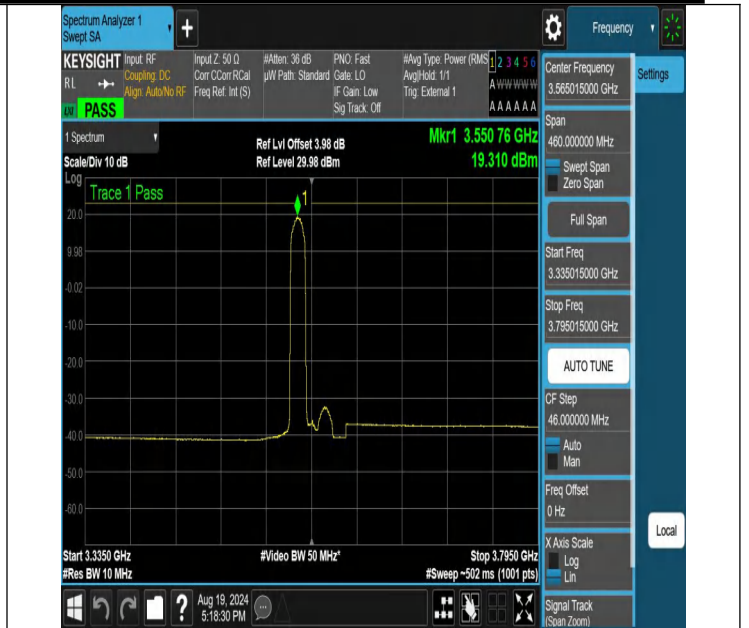 Spectrum Analyzer 1
Swept SA
+
Frequency
KEYSIGHT
RL
PASS
Input: RF
Coupling: DC
Align: Auto/No RF
Input Z: 50 Ω
Corr CCorr RCal
Freq Ref: Int (S)
#Atten: 36 dB
µW Path: Standard
PNO: Fast
Gate: LO
IF Gain: Low
Sig Track: Off
#Avg Type: Power (RMS
Avg|Hold: 1/1
Trig: External 1
1 2 3 4 5 6
A W W W W W
A A A A A A
1 Spectrum
Scale/Div 10 dB
Ref Lvl Offset 3.98 dB
Ref Level 29.98 dBm
Mkr1 3.550 76 GHz
19.310 dBm
Log
Trace 1 Pass
1
20.0
9.98
-0.02
-10.0
-20.0
-30.0
-40.0
-50.0
-60.0
Start 3.3350 GHz
#Res BW 10 MHz
#Video BW 50 MHz*
Stop 3.7950 GHz
#Sweep ~502 ms (1001 pts)
Center Frequency
3.565015000 GHz
Settings
Span
460.000000 MHz
Swept Span
Zero Span
Full Span
Start Freq
3.335015000 GHz
Stop Freq
3.795015000 GHz
AUTO TUNE
CF Step
46.000000 MHz
Auto
Man
Freq Offset
0 Hz
X Axis Scale
Log
Lin
Local
Signal Track
(Span Zoom)
?
Aug 19, 2024
5:18:30 PM